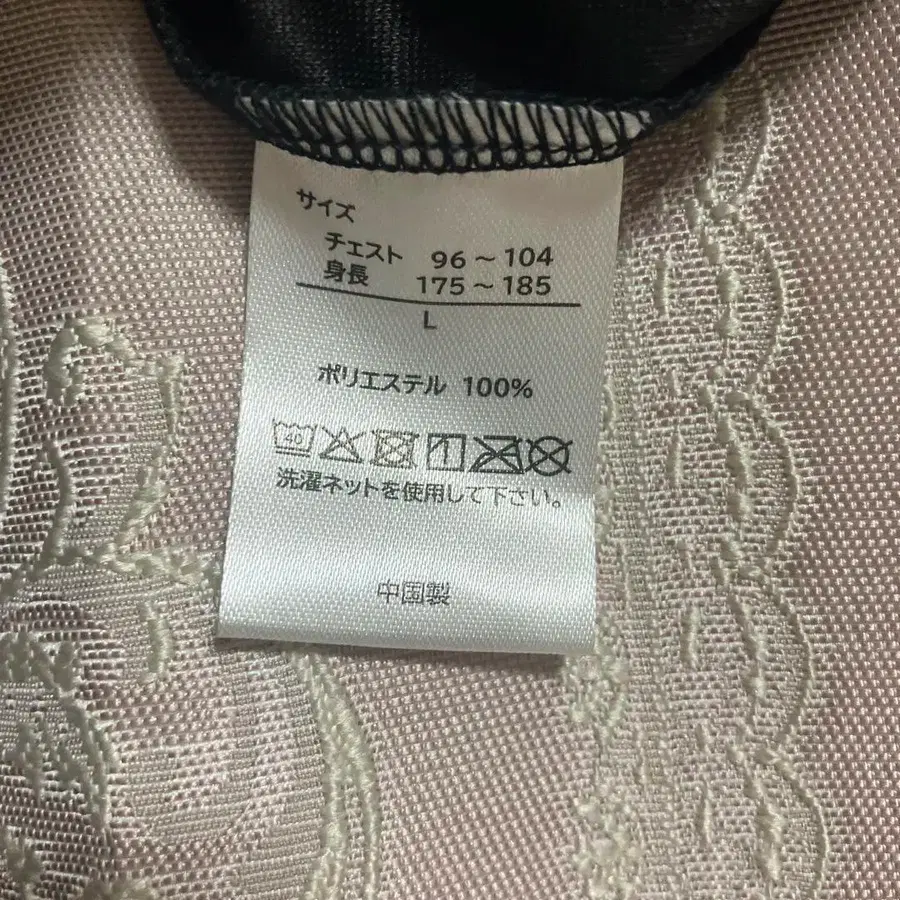 サイズ
チェスト 96～104
身長 175～185
L
ポリエステル 100%
40
洗濯ネットを使用して下さい。
中国製